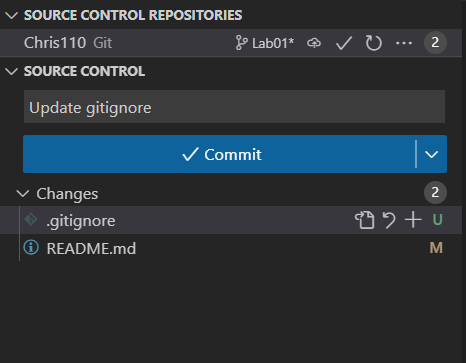 SOURCE CONTROL REPOSITORIES
Chris110 Git Lab01* 2
SOURCE CONTROL
Update gitignore
Commit
Changes 2
.gitignore U
README.md M